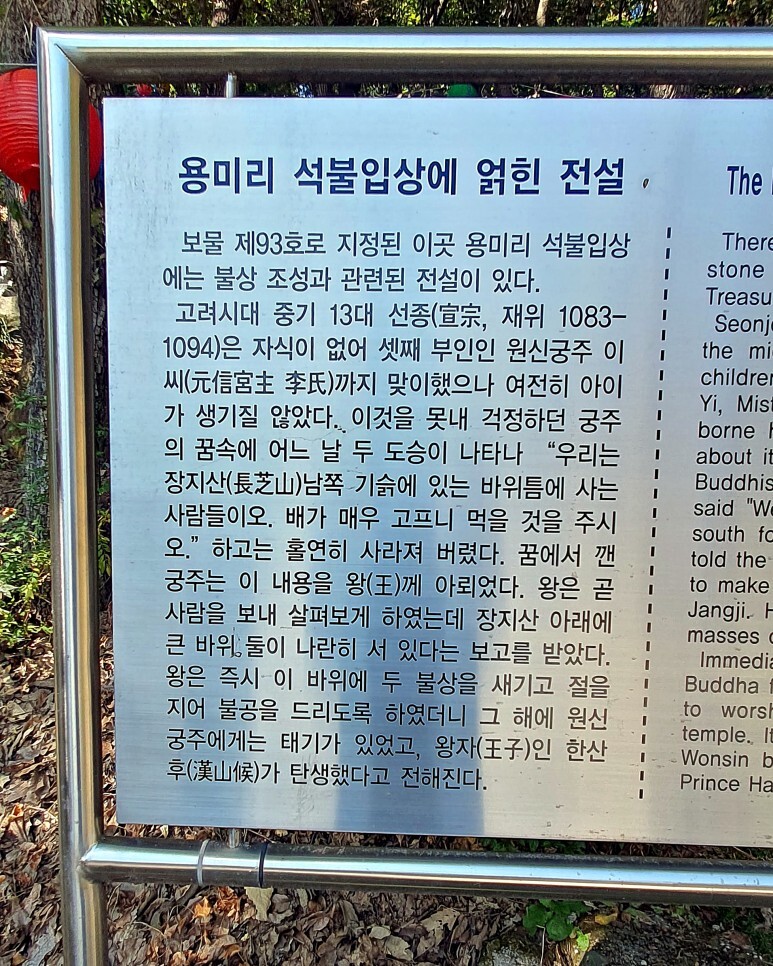 용미리 석불입상에 얽힌 전설
보물 제93호로 지정된 이곳 용미리 석불입상
에는 불상 조성과 관련된 전설이 있다.
고려시대 중기 13대 선종(宣宗, 재위 1083-
1094)은 자식이 없어 셋째 부인인 원신궁주 이
씨(元信宮主 李氏)까지 맞이했으나 여전히 아이
가 생기질 않았다. 이것을 못내 걱정하던 궁주
의 꿈속에 어느 날 두 도승이 나타나 “우리는
장지산(長芝山)남쪽 기슭에 있는 바위틈에 사는
사람들이오. 배가 매우 고프니 먹을 것을 주시
오.” 하고는 홀연히 사라져 버렸다. 꿈에서 깬
궁주는 이 내용을 왕(王)께 아뢰었다. 왕은 곧
사람을 보내 살펴보게 하였는데 장지산 아래에
큰 바위 둘이 나란히 서 있다는 보고를 받았다.
왕은 즉시 이 바위에 두 불상을 새기고 절을
지어 불공을 드리도록 하였더니 그 해에 원신
궁주에게는 태기가 있었고, 왕자(王子)인 한산
후(漢山候)가 탄생했다고 전해진다.
The
There
stone
Treasu
Seonj
the mi
children
Yi, Mist
borne h
about it
Buddhis
said "We
south fo
told the
to make
Jangji. H
masses o
Immedia
Buddha f
to worsh
temple. It
Wonsin b
Prince Ha